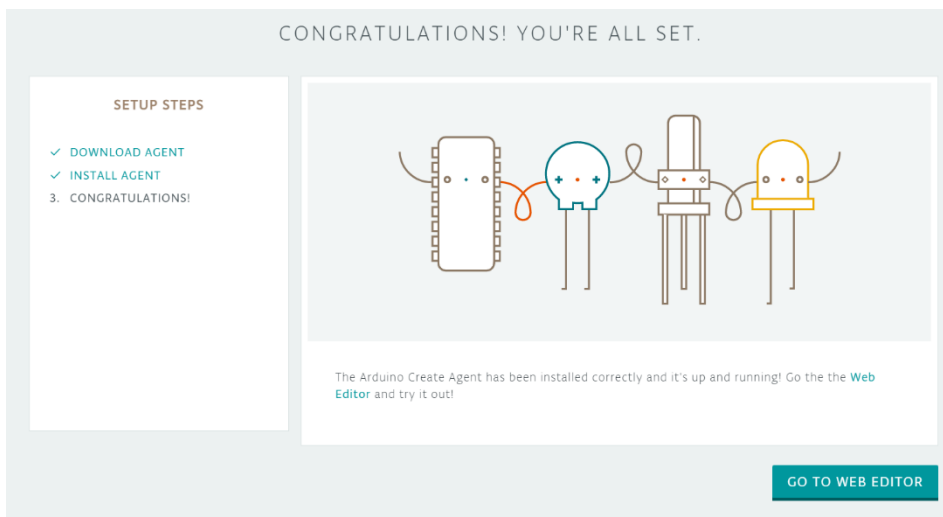 CONGRATULATIONS! YOU'RE ALL SET.
SETUP STEPS
✓ DOWNLOAD AGENT
✓ INSTALL AGENT
3. CONGRATULATIONS!
The Arduino Create Agent has been installed correctly and it's up and running! Go the the Web
Editor and try it out!
GO TO WEB EDITOR